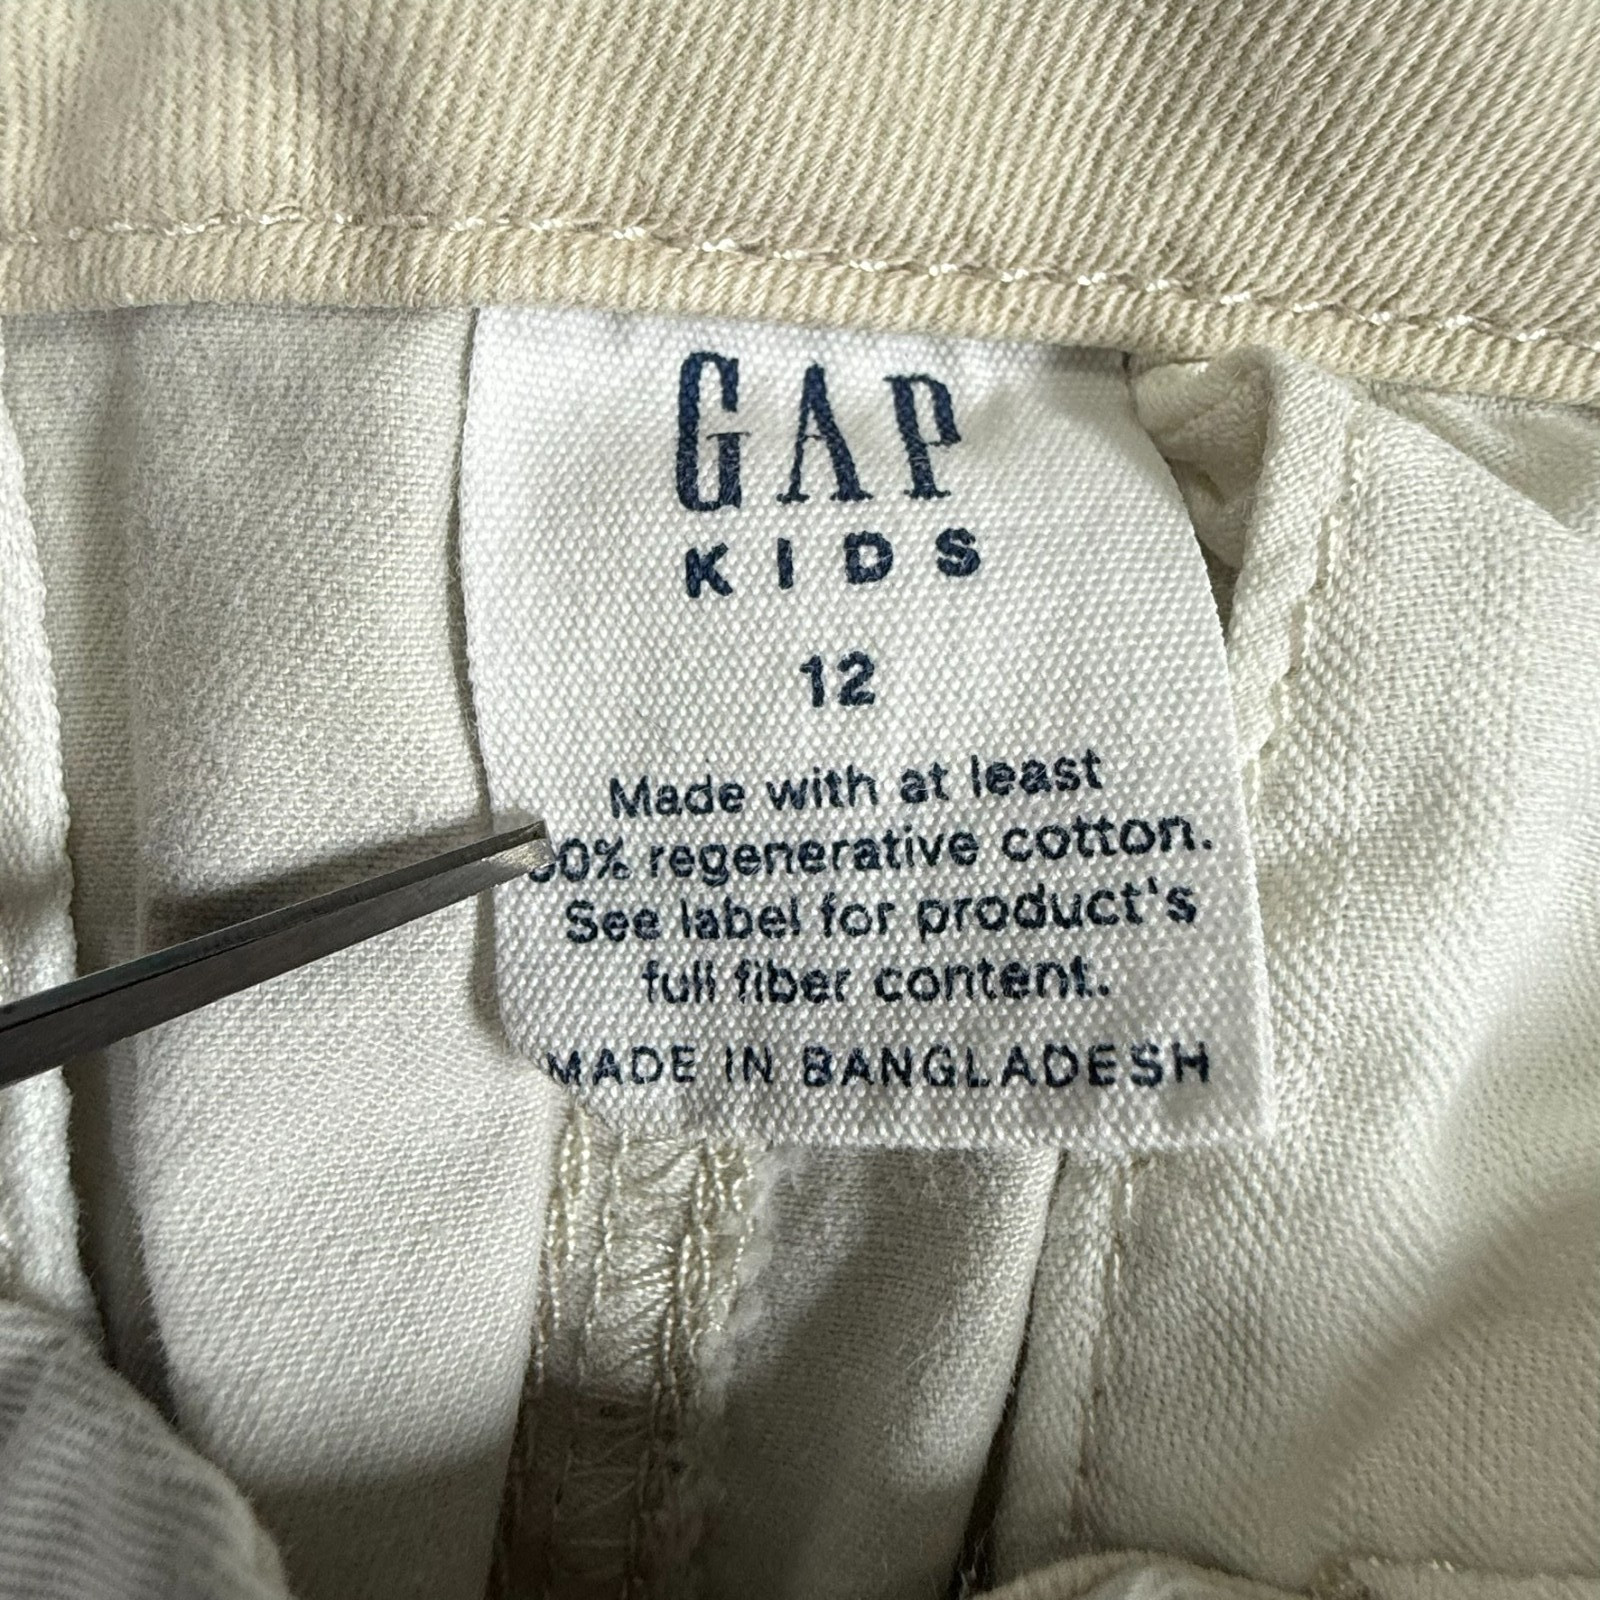 GAP
KIDS
12
Made with at least
regenerative cotton.
See label for product's
full fiber content.
MADE IN BANGLADESH